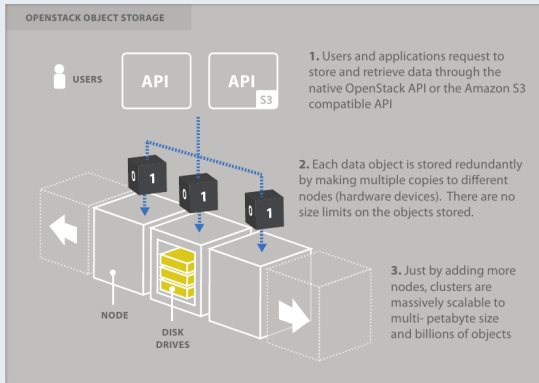 OPENSTACK OBJECT STORAGE
USERS
API
API
S3
1. Users and applications request to
store and retrieve data through the
native OpenStack API or the Amazon S3
compatible API
0 1
0 1
0 1
2. Each data object is stored redundantly
by making multiple copies to different
nodes (hardware devices). There are no
size limits on the objects stored.
3. Just by adding more
nodes, clusters are
massively scalable to
multi- petabyte size
and billions of objects
NODE
DISK
DRIVES